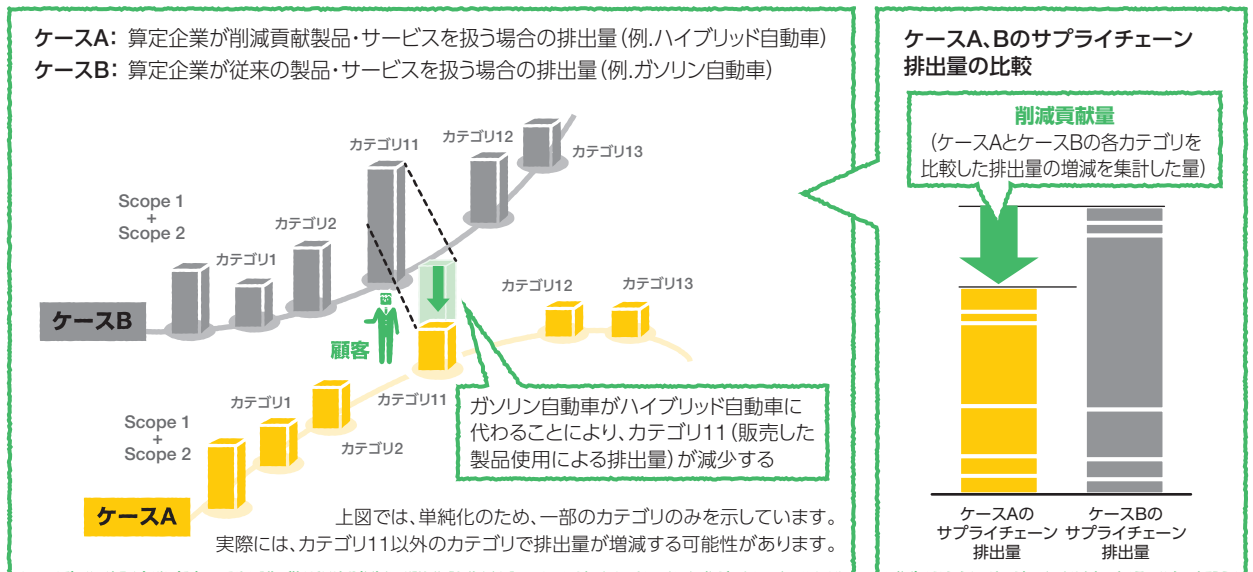 ケースA：算定企業が削減貢献製品・サービスを扱う場合の排出量（例.ハイブリッド自動車）
ケースB：算定企業が従来の製品・サービスを扱う場合の排出量（例.ガソリン自動車）
カテゴリ11
カテゴリ12
カテゴリ13
Scope 1
+
Scope 2
カテゴリ1
カテゴリ2
ケースB
顧客
カテゴリ12
カテゴリ13
カテゴリ11
カテゴリ1
カテゴリ2
Scope 1
+
Scope 2
ケースA
ガソリン自動車がハイブリッド自動車に
代わることにより、カテゴリ11（販売した
製品使用による排出量）が減少する
上図では、単純化のため、一部のカテゴリのみを示しています。
実際には、カテゴリ11以外のカテゴリで排出量が増減する可能性があります。
ケースA、Bのサプライチェーン
排出量の比較
削減貢献量
（ケースAとケースBの各カテゴリを
比較した排出量の増減を集計した量）
ケースAの
サプライチェーン
排出量
ケースBの
サプライチェーン
排出量